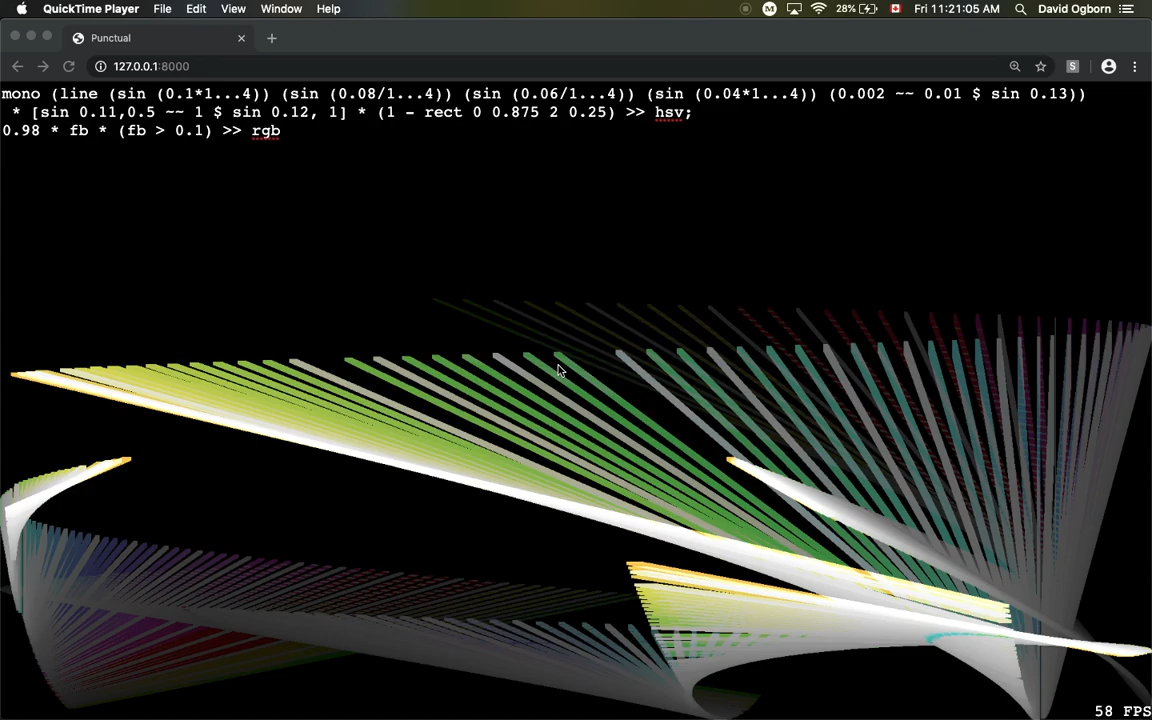 QuickTime Player File Edit View Window Help M 28% Fri 11:21:05 AM David Ogborn
Punctual
127.0.0.1:8000 S
mono (line (sin (0.1*1...4)) (sin (0.08/1...4)) (sin (0.06/1...4)) (sin (0.04*1...4)) (0.002 ~~ 0.01 $ sin 0.13))
* [sin 0.11,0.5 ~~ 1 $ sin 0.12, 1] * (1 - rect 0 0.875 2 0.25) >> hsv;
0.98 * fb * (fb > 0.1) >> rgb
58 FPS